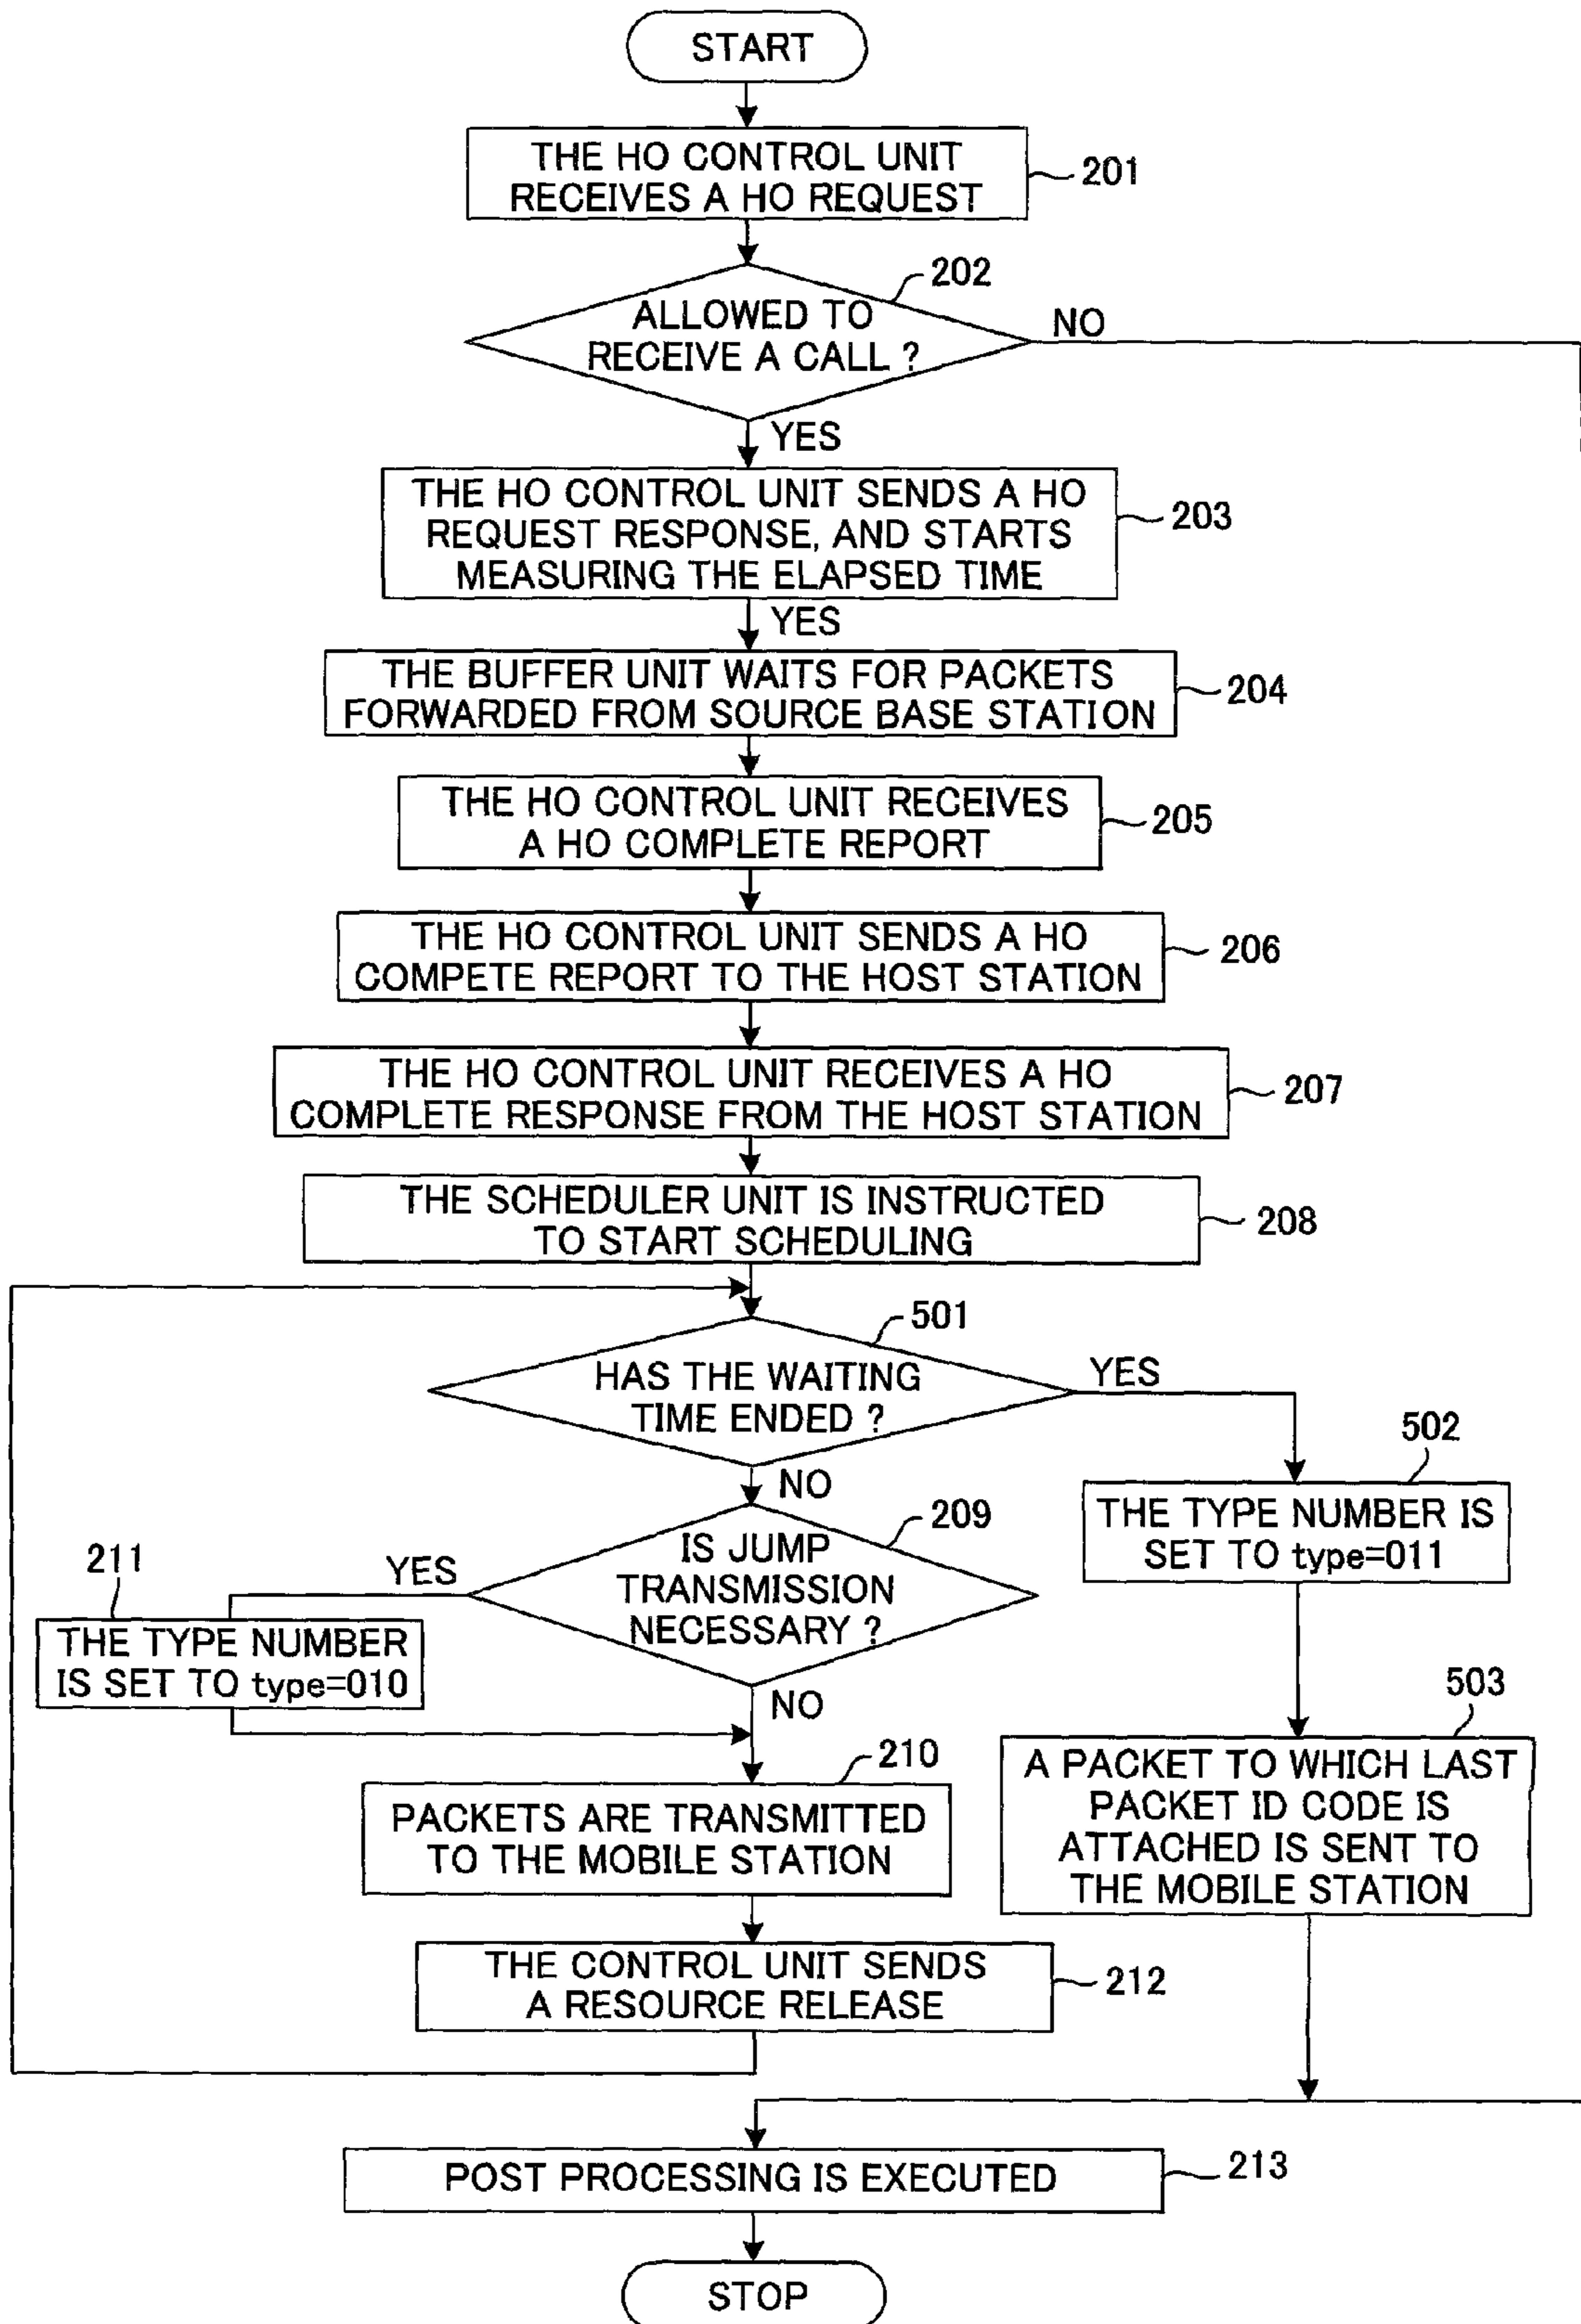 START
THE HO CONTROL UNIT
RECEIVES A HO REQUEST
201
202
ALLOWED TO
RECEIVE A CALL ?
NO
YES
THE HO CONTROL UNIT SENDS A HO
REQUEST RESPONSE, AND STARTS
MEASURING THE ELAPSED TIME
203
YES
THE BUFFER UNIT WAITS FOR PACKETS
FORWARDED FROM SOURCE BASE STATION
204
THE HO CONTROL UNIT RECEIVES
A HO COMPLETE REPORT
205
THE HO CONTROL UNIT SENDS A HO
COMPETE REPORT TO THE HOST STATION
206
THE HO CONTROL UNIT RECEIVES A HO
COMPLETE RESPONSE FROM THE HOST STATION
207
THE SCHEDULER UNIT IS INSTRUCTED
TO START SCHEDULING
208
501
HAS THE WAITING
TIME ENDED ?
YES
NO
502
THE TYPE NUMBER IS
SET TO type=011
209
IS JUMP
TRANSMISSION
NECESSARY ?
YES
211
THE TYPE NUMBER
IS SET TO type=010
NO
503
A PACKET TO WHICH LAST
PACKET ID CODE IS
ATTACHED IS SENT TO
THE MOBILE STATION
210
PACKETS ARE TRANSMITTED
TO THE MOBILE STATION
THE CONTROL UNIT SENDS
A RESOURCE RELEASE
212
POST PROCESSING IS EXECUTED
213
STOP